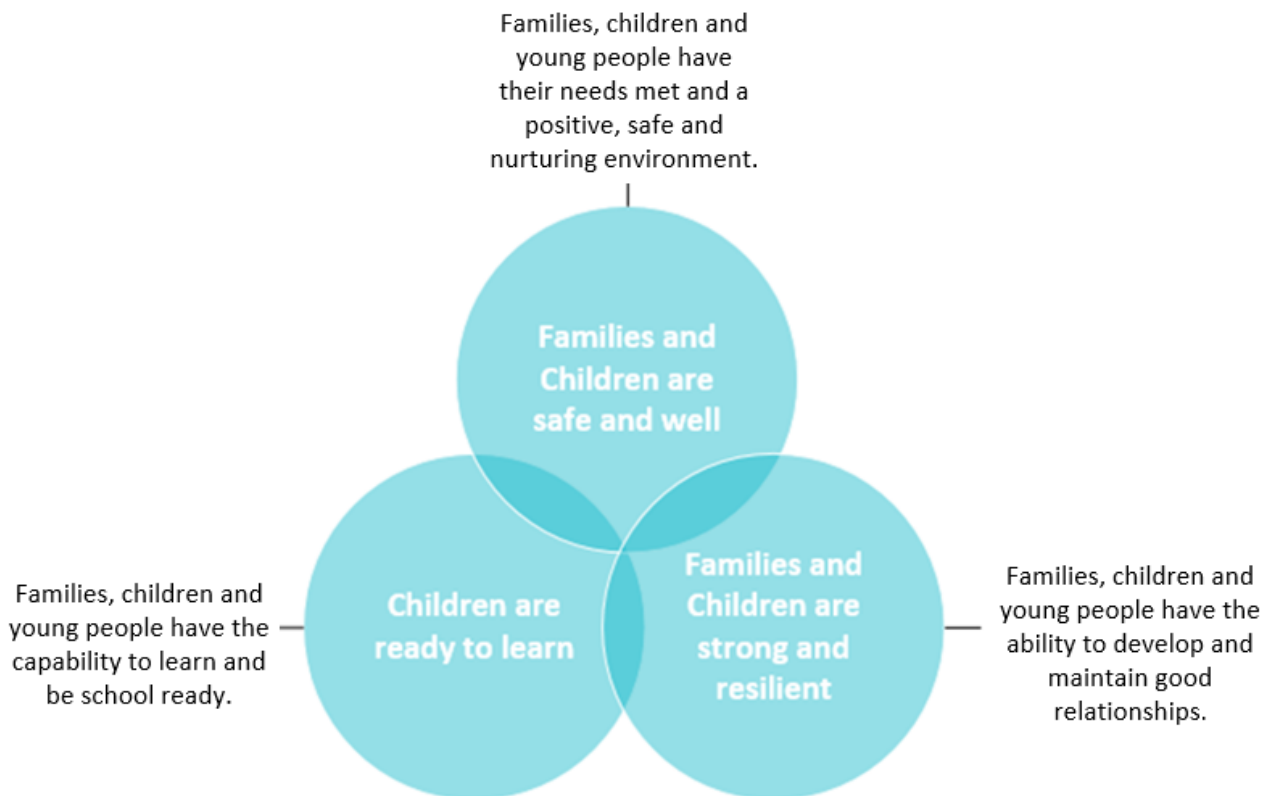 Families, children and
young people have
their needs met and a
positive, safe and
nurturing environment.
Families and
Children are
safe and well
Families, children and
young people have the
capability to learn and
be school ready.
Children are
ready to learn
Families and
Children are
strong and
resilient
Families, children and
young people have the
ability to develop and
maintain good
relationships.